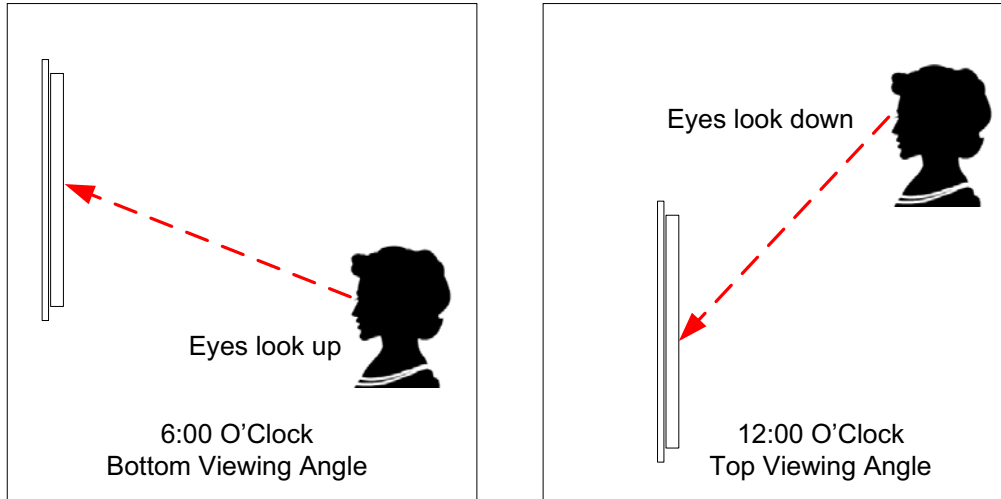 Eyes look up
6:00 O’Clock
Bottom Viewing Angle
Eyes look down
12:00 O’Clock
Top Viewing Angle